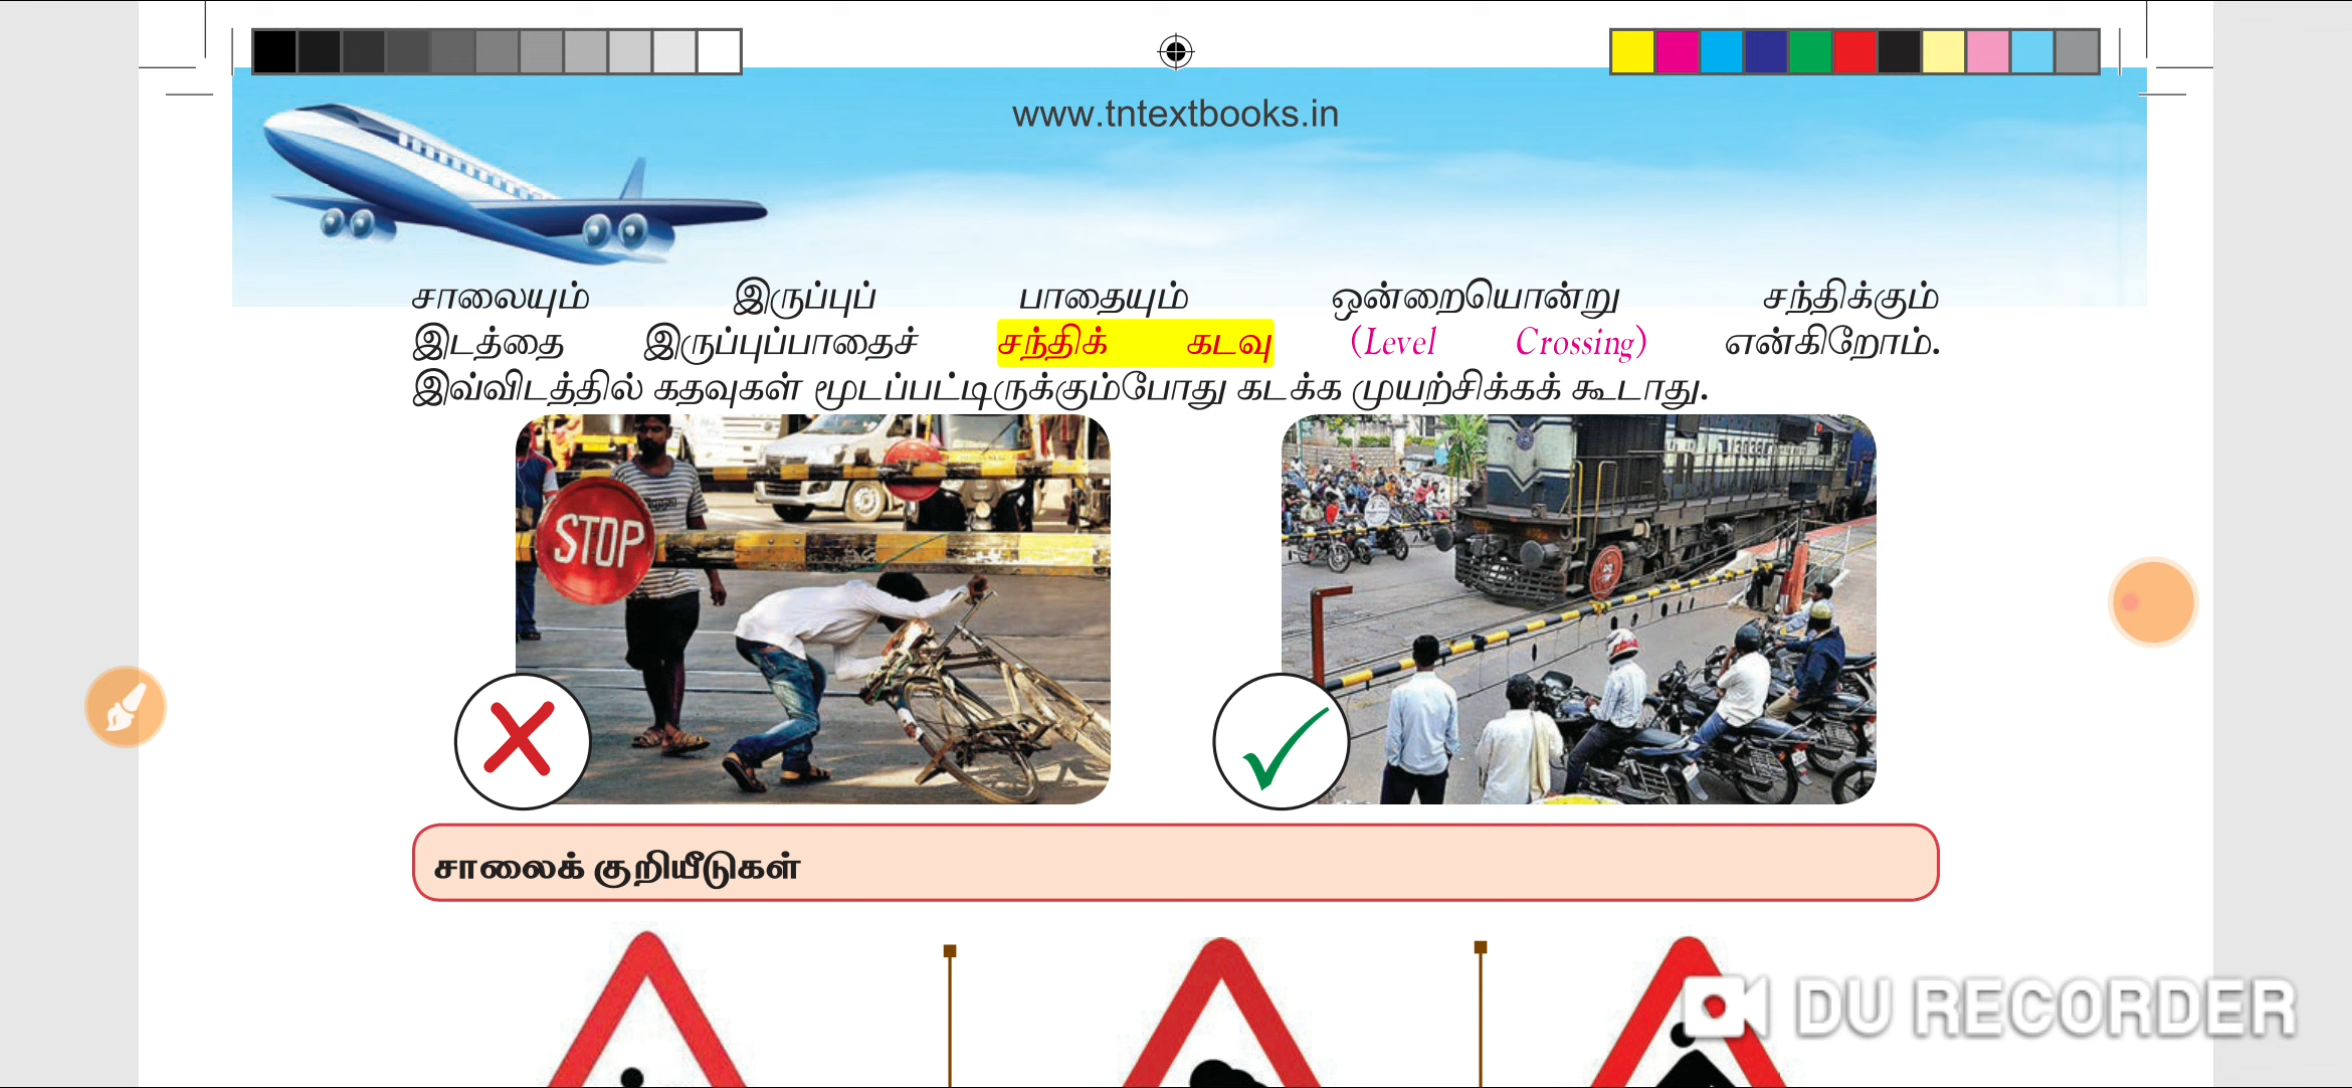 www.tntextbooks.in
சாலையும் இருப்புப் பாதையும் ஒன்றையொன்று சந்திக்கும்
இடத்தை இருப்புப்பாதைச் சந்திக் கடவு (Level Crossing) என்கிறோம்.
இவ்விடத்தில் கதவுகள் மூடப்பட்டிருக்கும்போது கடக்க முயற்சிக்கக் கூடாது.
STOP
சாலைக் குறியீடுகள்
DU RECORDER